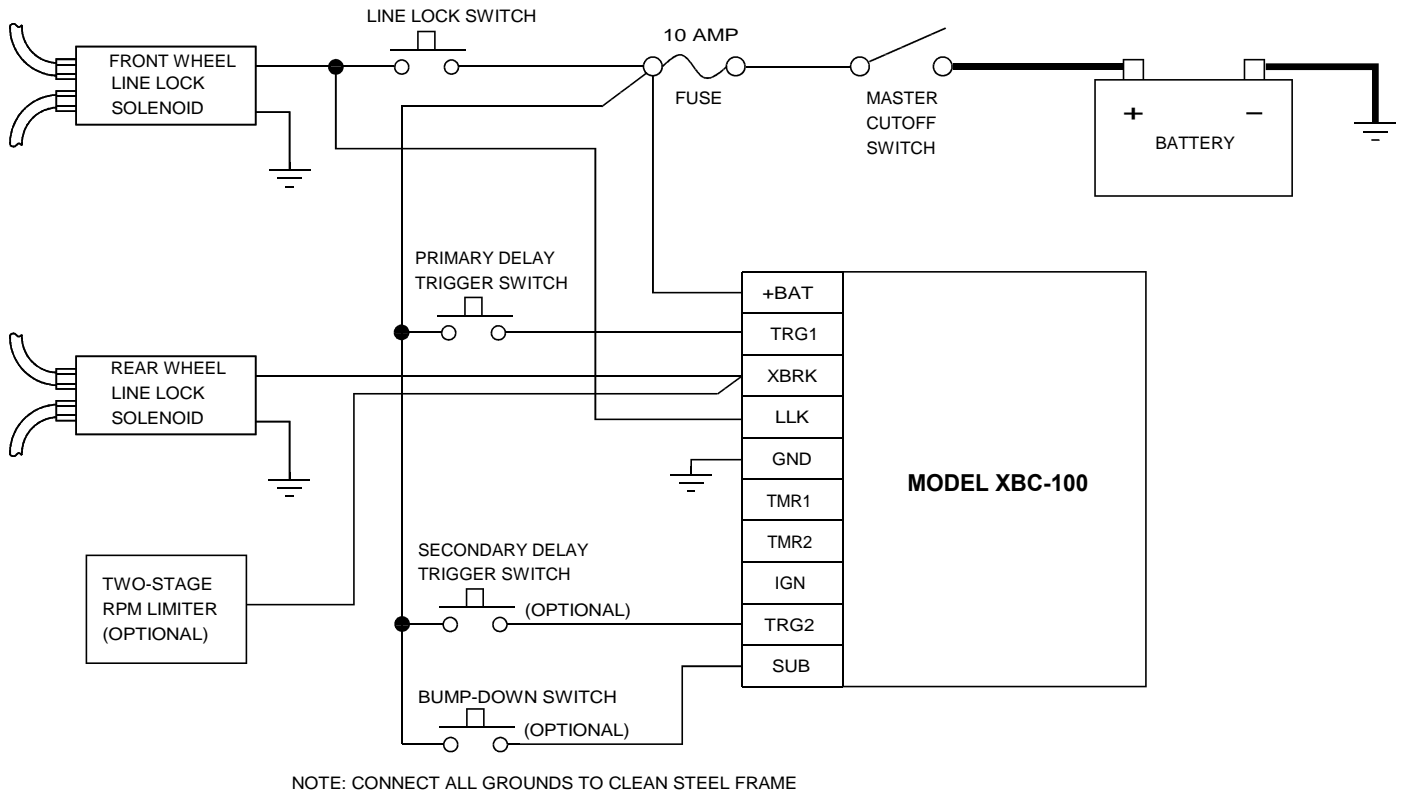 LINE LOCK SWITCH
10 AMP
FUSE
FRONT WHEEL
LINE LOCK
SOLENOID
MASTER
CUTOFF
SWITCH
+
−
BATTERY
PRIMARY DELAY
TRIGGER SWITCH
+BAT
TRG1
XBRK
LLK
GND
TMR1
TMR2
IGN
TRG2
SUB
MODEL XBC-100
REAR WHEEL
LINE LOCK
SOLENOID
TWO-STAGE
RPM LIMITER
(OPTIONAL)
SECONDARY DELAY
TRIGGER SWITCH
(OPTIONAL)
BUMP-DOWN SWITCH
(OPTIONAL)
NOTE: CONNECT ALL GROUNDS TO CLEAN STEEL FRAME